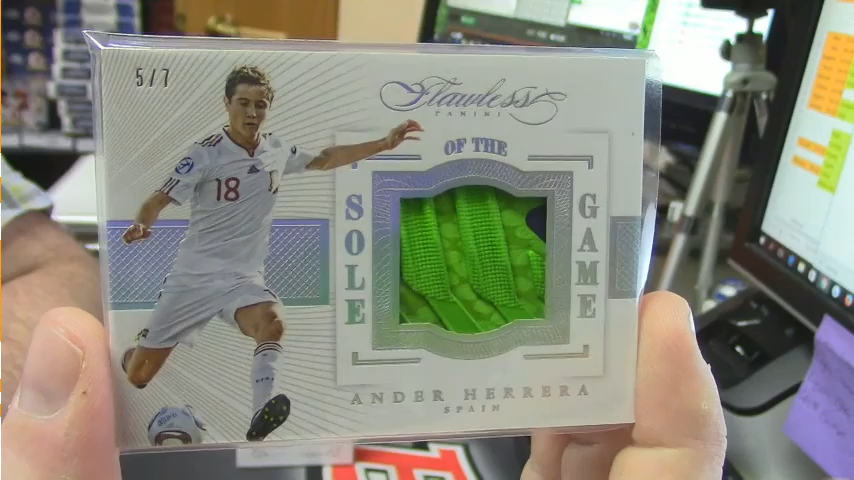 5/7
Flawless
PANINI
OF THE
SOLE
GAME
18
ANDER HERRERA
SPAIN